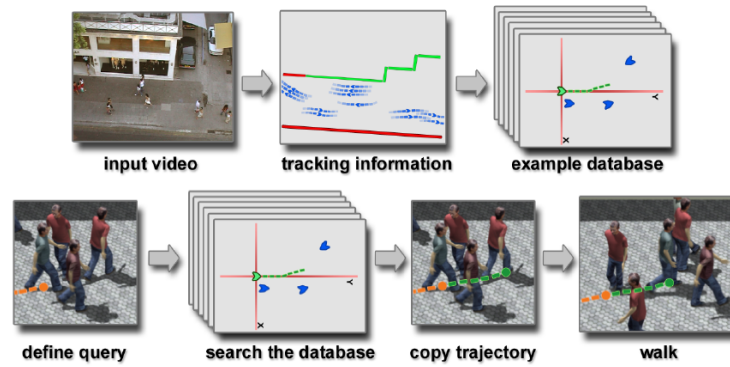 input video
tracking information
example database
Y
X
define query
search the database
copy trajectory
walk
Y
X